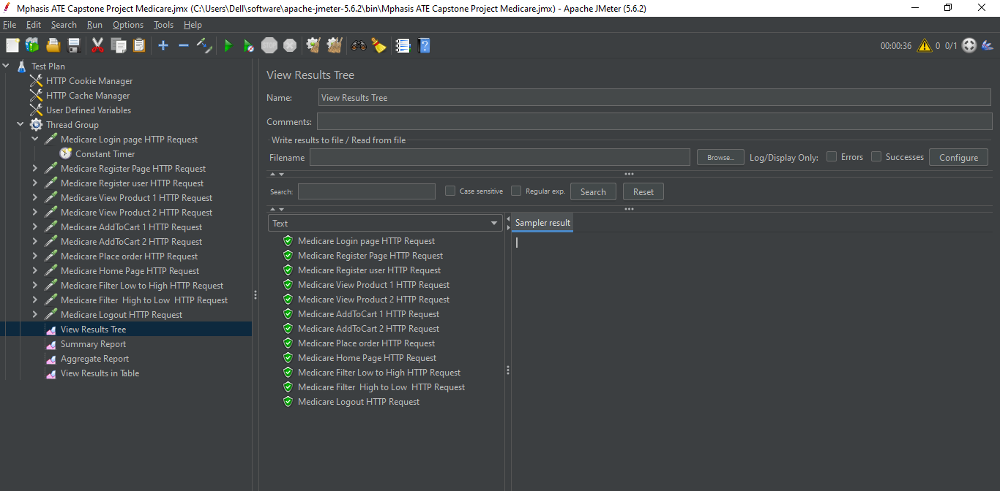 Mphasis ATE Capstone Project Medicare.jmx (C:\Users\Dell\software\apache-jmeter-5.6.2\bin\Mphasis ATE Capstone Project Medicare.jmx) - Apache JMeter (5.6.2)
File Edit Search Run Options Tools Help
STOP 00:00:36 0 0/1
Test Plan
HTTP Cookie Manager
HTTP Cache Manager
User Defined Variables
Thread Group
Medicare Login page HTTP Request
Constant Timer
Medicare Register Page HTTP Request
Medicare Register user HTTP Request
Medicare View Product 1 HTTP Request
Medicare View Product 2 HTTP Request
Medicare AddToCart 1 HTTP Request
Medicare AddToCart 2 HTTP Request
Medicare Place order HTTP Request
Medicare Home Page HTTP Request
Medicare Filter Low to High HTTP Request
Medicare Filter  High to Low  HTTP Request
Medicare Logout HTTP Request
View Results Tree
Summary Report
Aggregate Report
View Results in Table
View Results Tree
Name: View Results Tree
Comments:
Write results to file / Read from file
Filename Browse... Log/Display Only: Errors Successes Configure
Search: Case sensitive Regular exp. Search Reset
Text
Sampler result
Medicare Login page HTTP Request
Medicare Register Page HTTP Request
Medicare Register user HTTP Request
Medicare View Product 1 HTTP Request
Medicare View Product 2 HTTP Request
Medicare AddToCart 1 HTTP Request
Medicare AddToCart 2 HTTP Request
Medicare Place order HTTP Request
Medicare Home Page HTTP Request
Medicare Filter Low to High HTTP Request
Medicare Filter  High to Low  HTTP Request
Medicare Logout HTTP Request